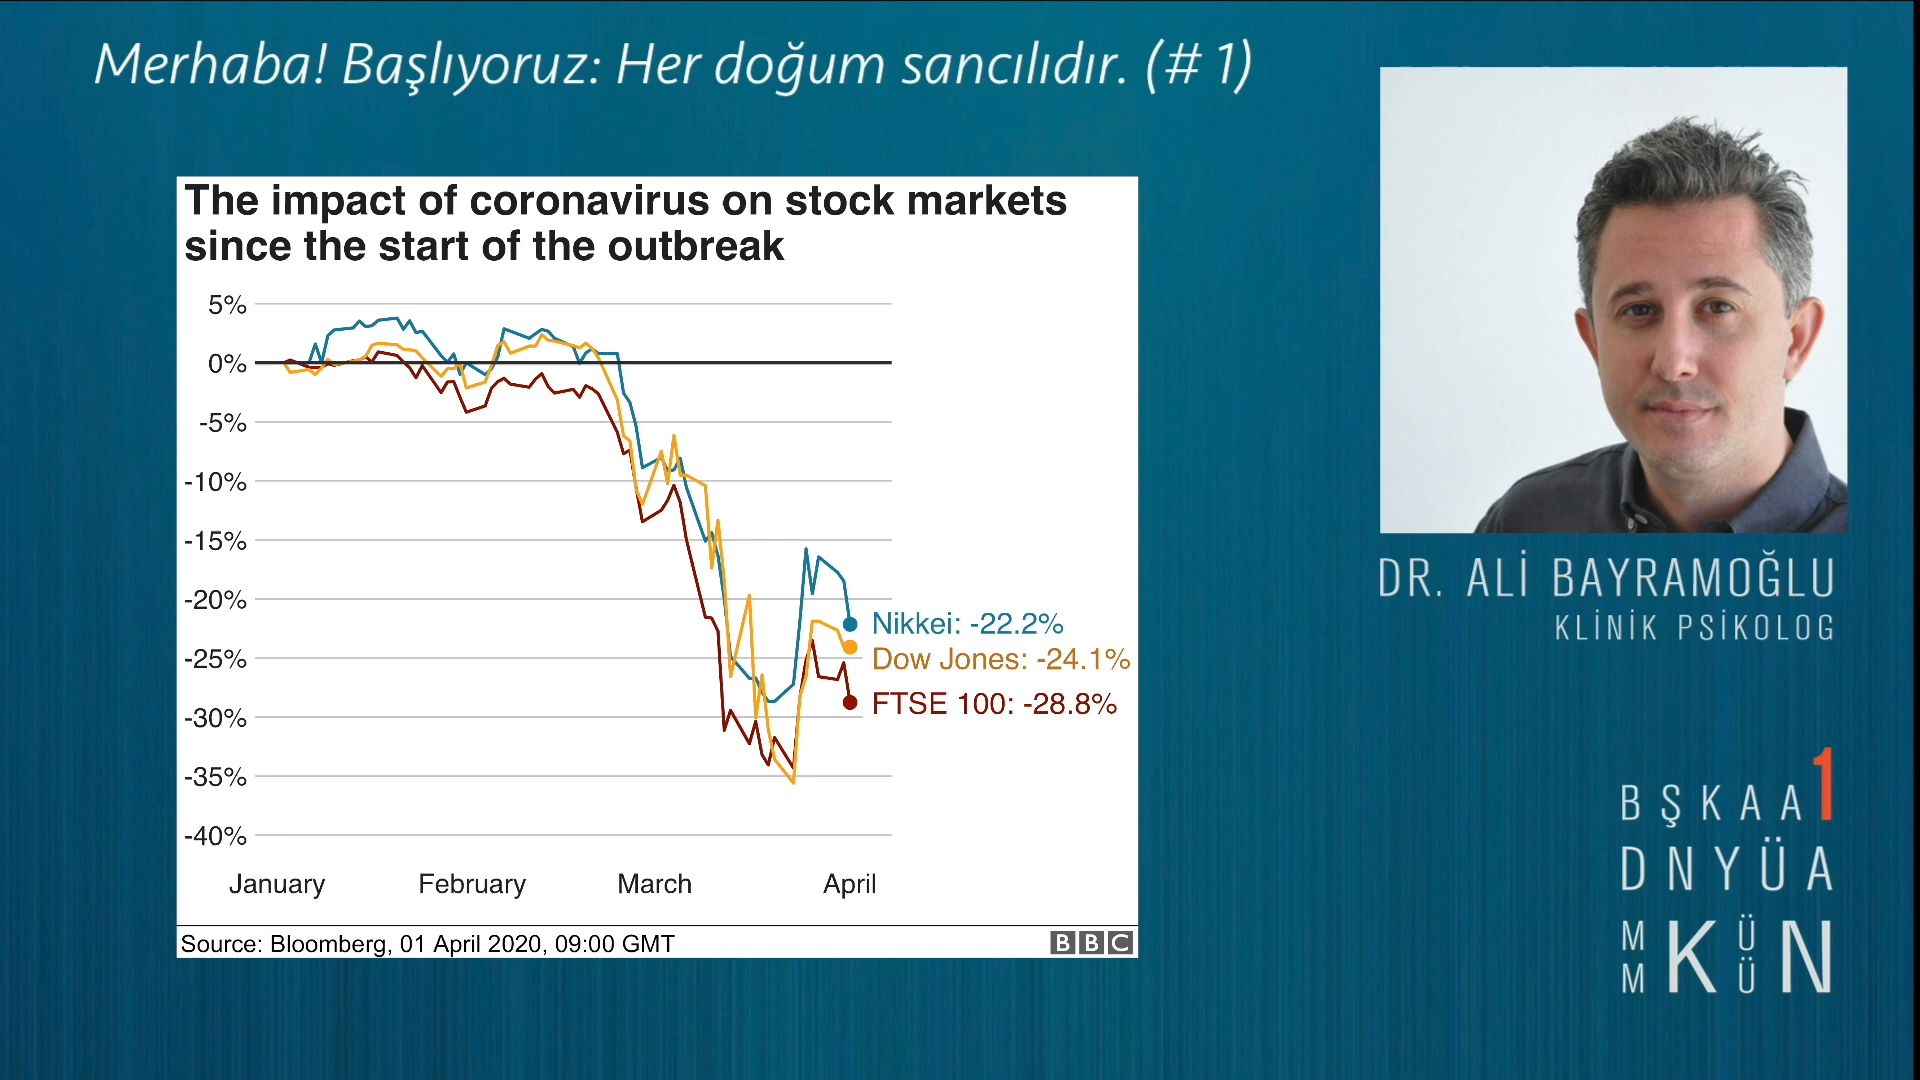 Merhaba! Başlıyoruz: Her doğum sancılıdır. (# 1)
The impact of coronavirus on stock markets
since the start of the outbreak
5%
0%
-5%
-10%
-15%
-20%
-25%
-30%
-35%
-40%
Nikkei: -22.2%
Dow Jones: -24.1%
FTSE 100: -28.8%
January February March April
Source: Bloomberg, 01 April 2020, 09:00 GMT
BBC
DR. ALİ BAYRAMOĞLU
KLİNİK PSİKOLOG
BŞKAA1
DNYÜA
M K Ü N
M Ü